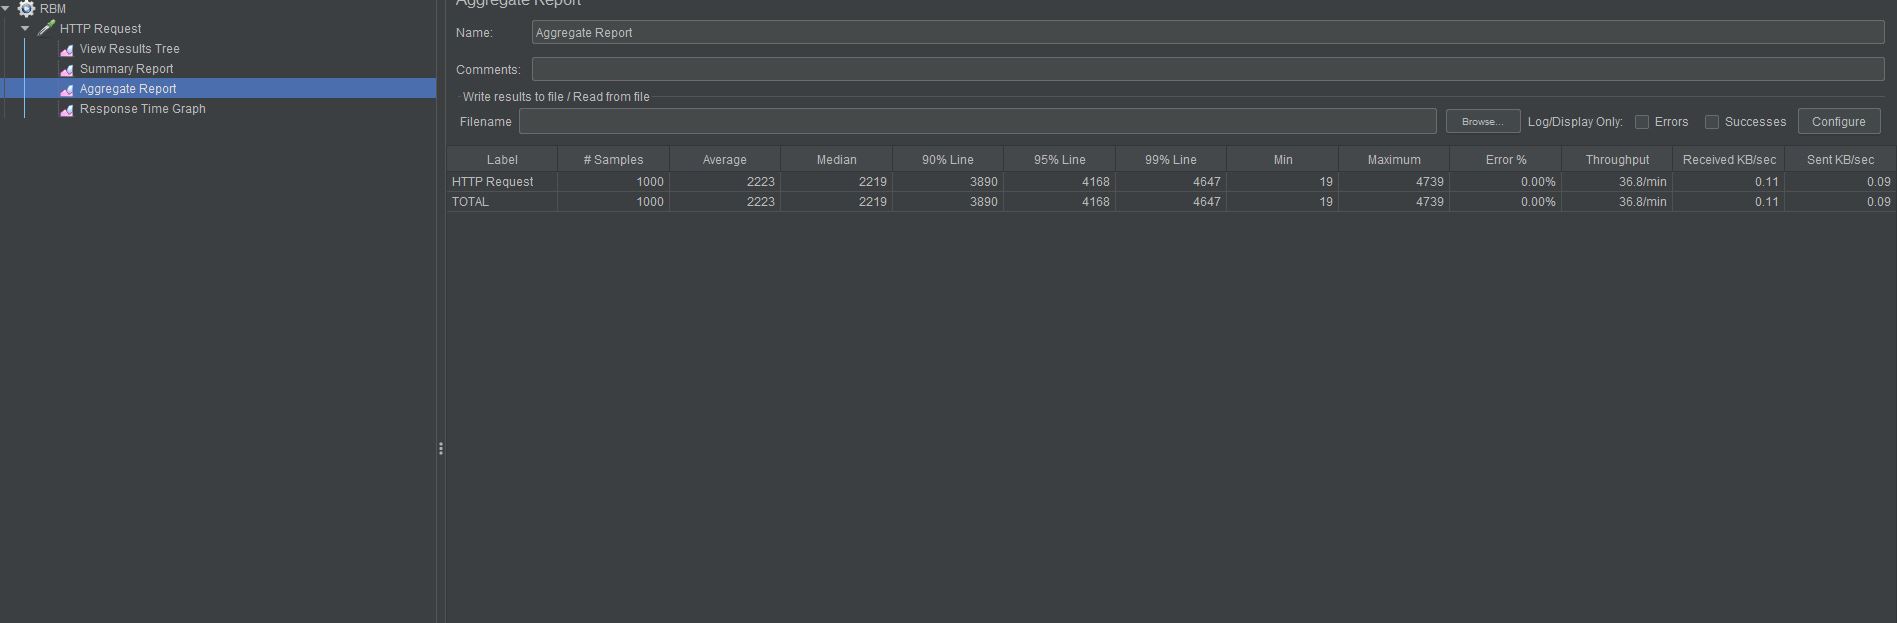 RBM
HTTP Request
View Results Tree
Summary Report
Aggregate Report
Response Time Graph
Aggregate Report
Name: Aggregate Report
Comments:
Write results to file / Read from file
Filename Browse... Log/Display Only: Errors Successes Configure
Label # Samples Average Median 90% Line 95% Line 99% Line Min Maximum Error % Throughput Received KB/sec Sent KB/sec
HTTP Request 1000 2223 2219 3890 4168 4647 19 4739 0.00% 36.8/min 0.11 0.09
TOTAL 1000 2223 2219 3890 4168 4647 19 4739 0.00% 36.8/min 0.11 0.09